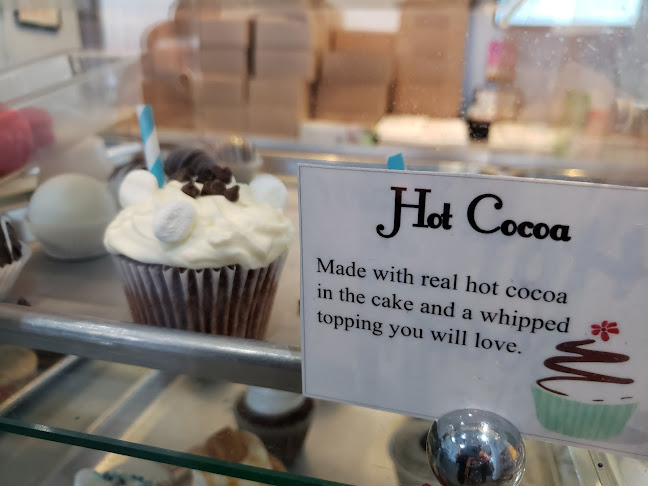 Hot Cocoa
Made with real hot cocoa
in the cake and a whipped
topping you will love.